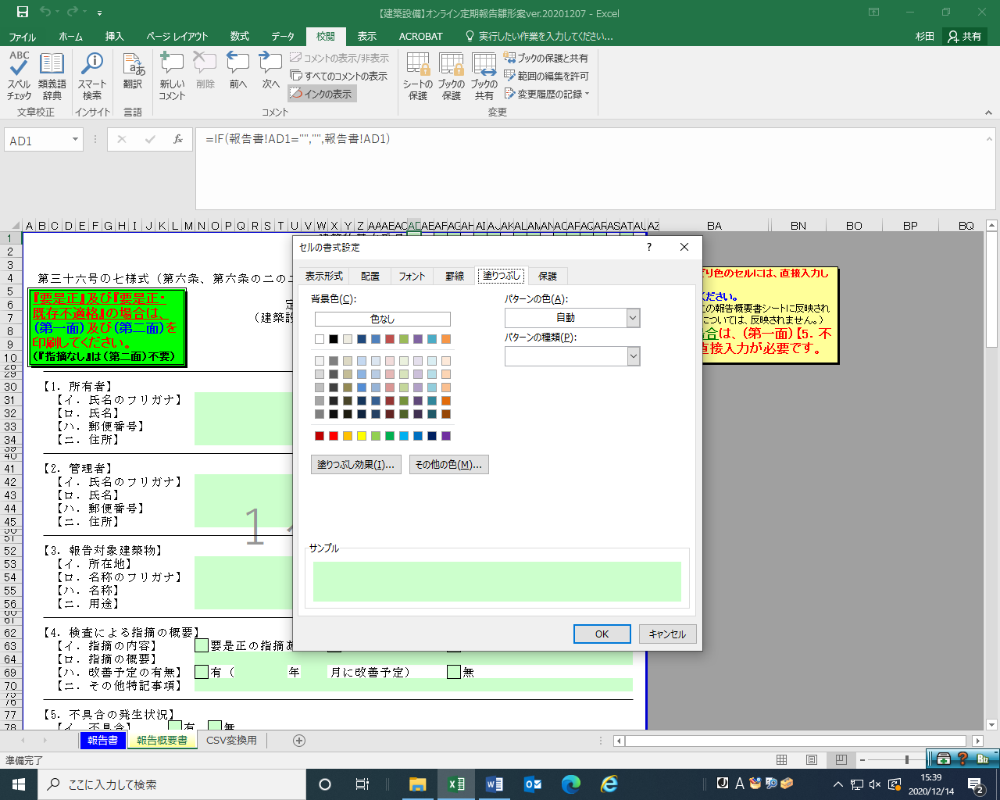 【建築設備】オンライン定期報告雛形案ver.20201207 - Excel
ファイル ホーム 挿入 ページ レイアウト 数式 データ 校閲 表示 ACROBAT 実行したい作業を入力してください... 杉田 共有
ABC
スペル チェック 類義語 辞典 スマート 検索 翻訳 新しい コメント 削除 前へ 次へ
コメントの表示/非表示
すべてのコメントの表示
インクの表示
シートの 保護 ブックの 保護 ブックの 共有
ブックの保護と共有
範囲の編集を許可
変更履歴の記録
文章校正 インサイト 言語 コメント 変更
AD1 fx =IF(報告書!AD1="","",報告書!AD1)
A B C D E F G H I J K L M N O P Q R S T U V W X Y Z AA AB AC AD AE AF AG AH AI AJ AK AL AM AN AO AP AQ AR AS AT AU AZ BA BN BO BP BQ
1
2
3
4 第三十六号の七様式（第六条、第六条の二の二
5
6
7
8
9
10
28
29
『要是正』及び『要是正・
既存不適格』の場合は、
（第一面）及び（第二面）を
印刷してください。
（『指摘なし』は（第二面）不要）
定
（建築設
30 【1．所有者】
31 【イ．氏名のフリガナ】
32 【ロ．氏名】
33 【ハ．郵便番号】
34 【ニ．住所】
39
40
41 【2．管理者】
42 【イ．氏名のフリガナ】
43 【ロ．氏名】
44 【ハ．郵便番号】
45 【ニ．住所】
50
51
1
52 【3．報告対象建築物】
53 【イ．所在地】
54 【ロ．名称のフリガナ】
55 【ハ．名称】
56 【ニ．用途】
60
61
62 【4．検査による指摘の概要】
63 【イ．指摘の内容】 要是正の指摘あ
64 【ロ．指摘の概要】
69 【ハ．改善予定の有無】 有（ 年 月に改善予定） 無
70 【ニ．その他特記事項】
75
76
77 【5．不具合の発生状況】
78 【イ．不具合】 有 無
セルの書式設定 ?
表示形式 配置 フォント 罫線 塗りつぶし 保護
背景色(C):
色なし
パターンの色(A):
自動
パターンの種類(P):
塗りつぶし効果(I)... その他の色(M)...
サンプル
OK キャンセル
り色のセルには、直接入力し
ください。
この報告概要書シートに反映され
については、反映されません。）
合は、（第一面）【5．不
直接入力が必要です。
報告書 報告概要書 CSV変換用
準備完了
ここに入力して検索
A
15:39
2020/12/14
2